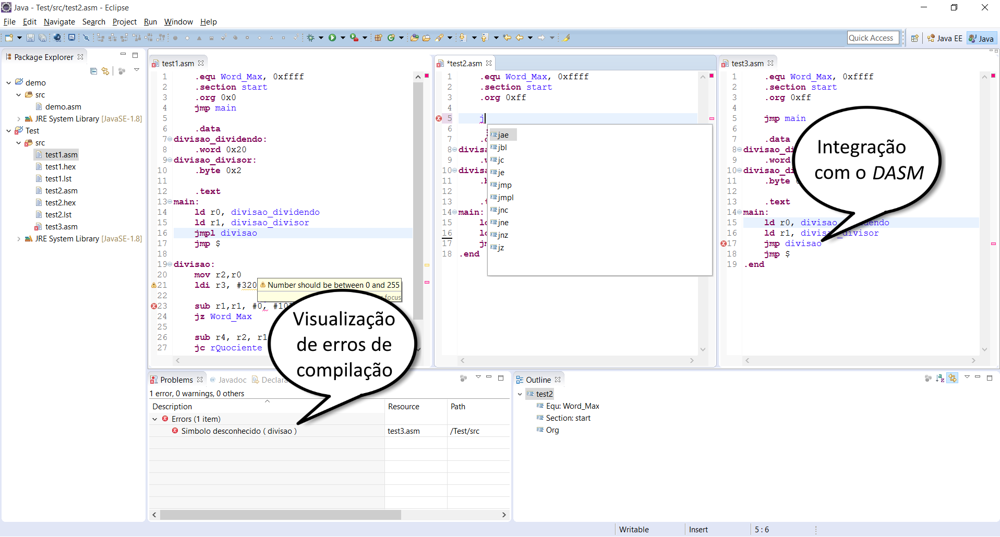 Java - Test/src/test2.asm - Eclipse
File Edit Navigate Search Project Run Window Help
Quick Access
Java EE
Java
Package Explorer
demo
src
demo.asm
JRE System Library [JavaSE-1.8]
Test
src
test1.asm
test1.hex
test1.lst
test2.asm
test2.hex
test2.lst
test3.asm
JRE System Library [JavaSE-1.8]
test1.asm
1 .equ Word_Max, 0xffff
2 .section start
3 .org 0x0
4 jmp main
5
6 .data
7 divisao_dividendo:
8 .word 0x20
9 divisao_divisor:
10 .byte 0x2
11
12 .text
13 main:
14 ld r0, divisao_dividendo
15 ld r1, divisao_divisor
16 jmpl divisao
17 jmp $
18
19 divisao:
20 mov r2,r0
21 ldi r3, #320
22
23 sub r1,r1, #0, #10
24 jz Word_Max
25
26 sub r4, r2, r1
27 jc rQuociente
Number should be between 0 and 255
focus
Visualização
de erros de
compilação
*test2.asm
1 .equ Word_Max, 0xffff
2 .section start
3 .org 0xff
4
5 j
6
7
8 divis
9
10 divis
11
12
13
14 main:
15
16
17
18 .end
jae
jbl
jc
je
jmp
jmpl
jnc
jne
jnz
jz
test3.asm
1 .equ Word_Max, 0xffff
2 .section start
3 .org 0xff
4
5 jmp main
6
7 .data
8 divisao_di
9 .word
10 divisao_di
11 .byte
12
13 .text
14 main:
15 ld r0, divisao endo
16 ld r1, divis _divisor
17 jmp divisao
18 jmp $
19 .end
Integração
com o DASM
Problems
Javadoc
Declara
1 error, 0 warnings, 0 others
Description Resource Path
Errors (1 item)
Simbolo desconhecido ( divisao ) test3.asm /Test/src
Outline
test2
Equ: Word_Max
Section: start
Org
Writable Insert 5 : 6